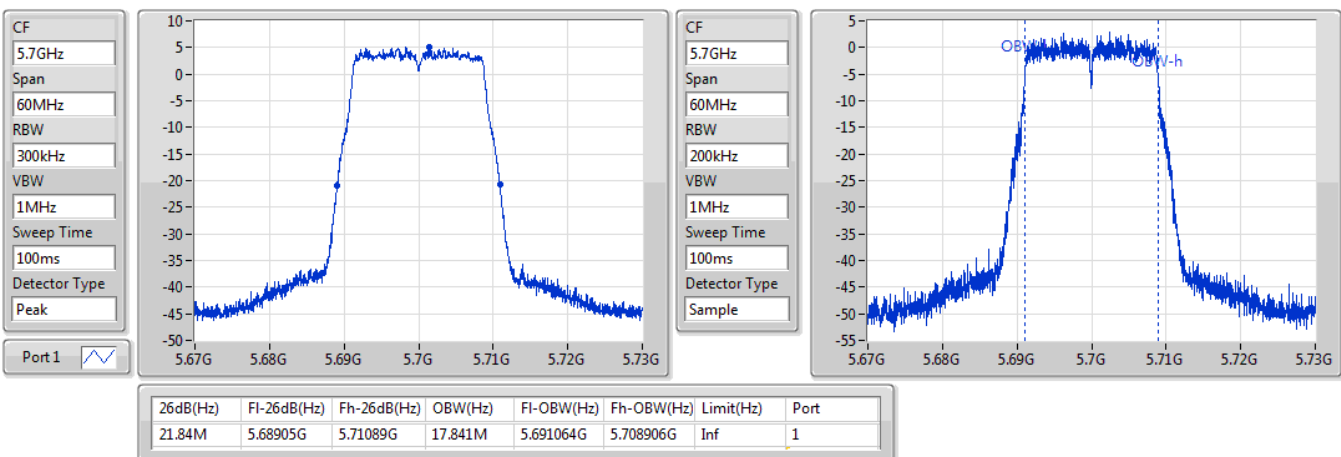 CF
5.7GHz
Span
60MHz
RBW
300kHz
VBW
1MHz
Sweep Time
100ms
Detector Type
Peak
Port 1
10
5
0
-5
-10
-15
-20
-25
-30
-35
-40
-45
-50
5.67G 5.68G 5.69G 5.7G 5.71G 5.72G 5.73G
CF
5.7GHz
Span
60MHz
RBW
200kHz
VBW
1MHz
Sweep Time
100ms
Detector Type
Sample
5
0
-5
-10
-15
-20
-25
-30
-35
-40
-45
-50
-55
OBW-h
5.67G 5.68G 5.69G 5.7G 5.71G 5.72G 5.73G
26dB(Hz) Fl-26dB(Hz) Fh-26dB(Hz) OBW(Hz) Fl-OBW(Hz) Fh-OBW(Hz) Limit(Hz) Port
21.84M 5.68905G 5.71089G 17.841M 5.691064G 5.708906G Inf 1